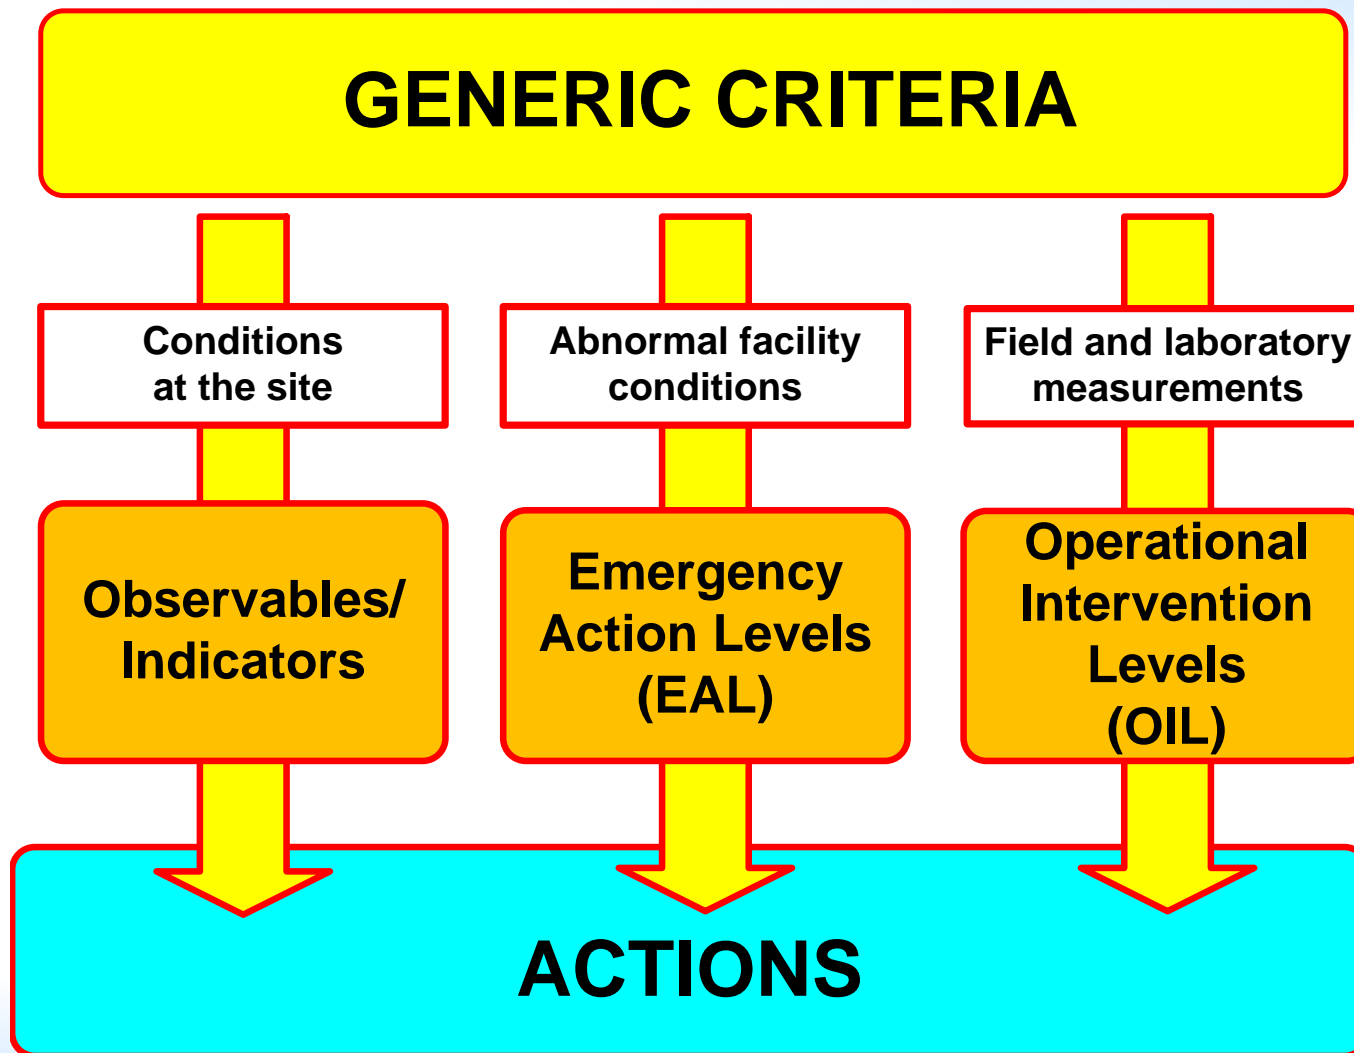 GENERIC CRITERIA
Conditions
at the site
Abnormal facility
conditions
Field and laboratory
measurements
Observables/
Indicators
Emergency
Action Levels
(EAL)
Operational
Intervention
Levels
(OIL)
ACTIONS